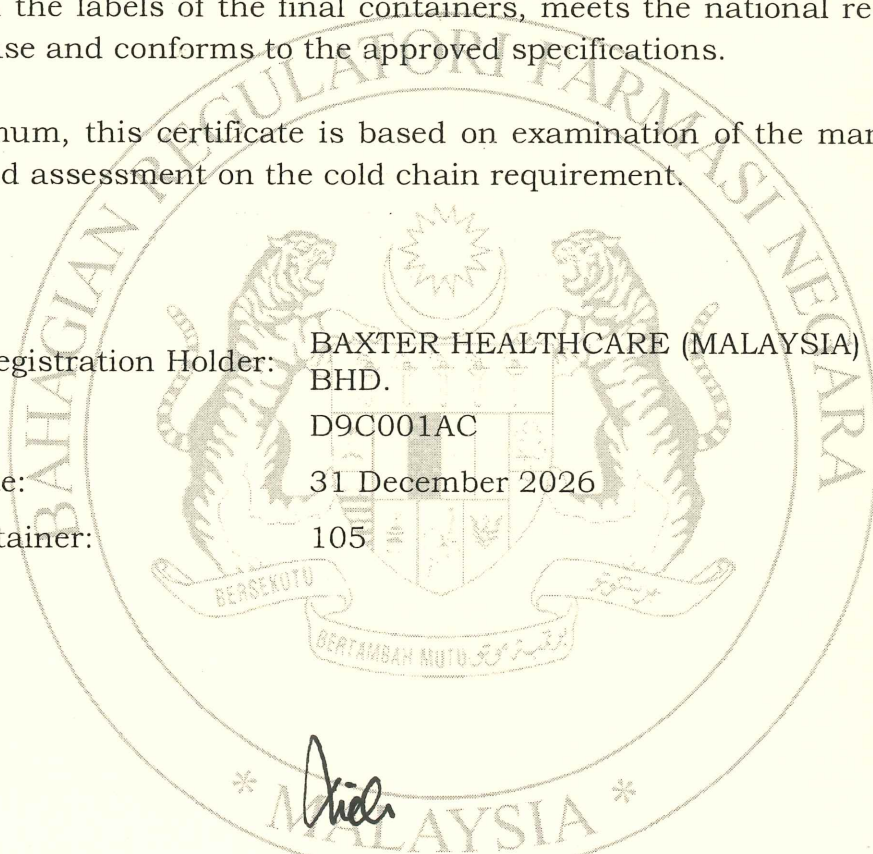 the labels of the final containers, meets the national re
se and conforms to the approved specifications.
num, this certificate is based on examination of the mar
d assessment on the cold chain requirement.
egistration Holder:
BAXTER HEALTHCARE (MALAYSIA)
BHD.
D9C001AC
e:
31 December 2026
tainer:
105
BAHAGIAN REGULATORI FARMASI NEGARA
BERSEKUTU
BERTAMBAH MUTU
* MALAYSIA *